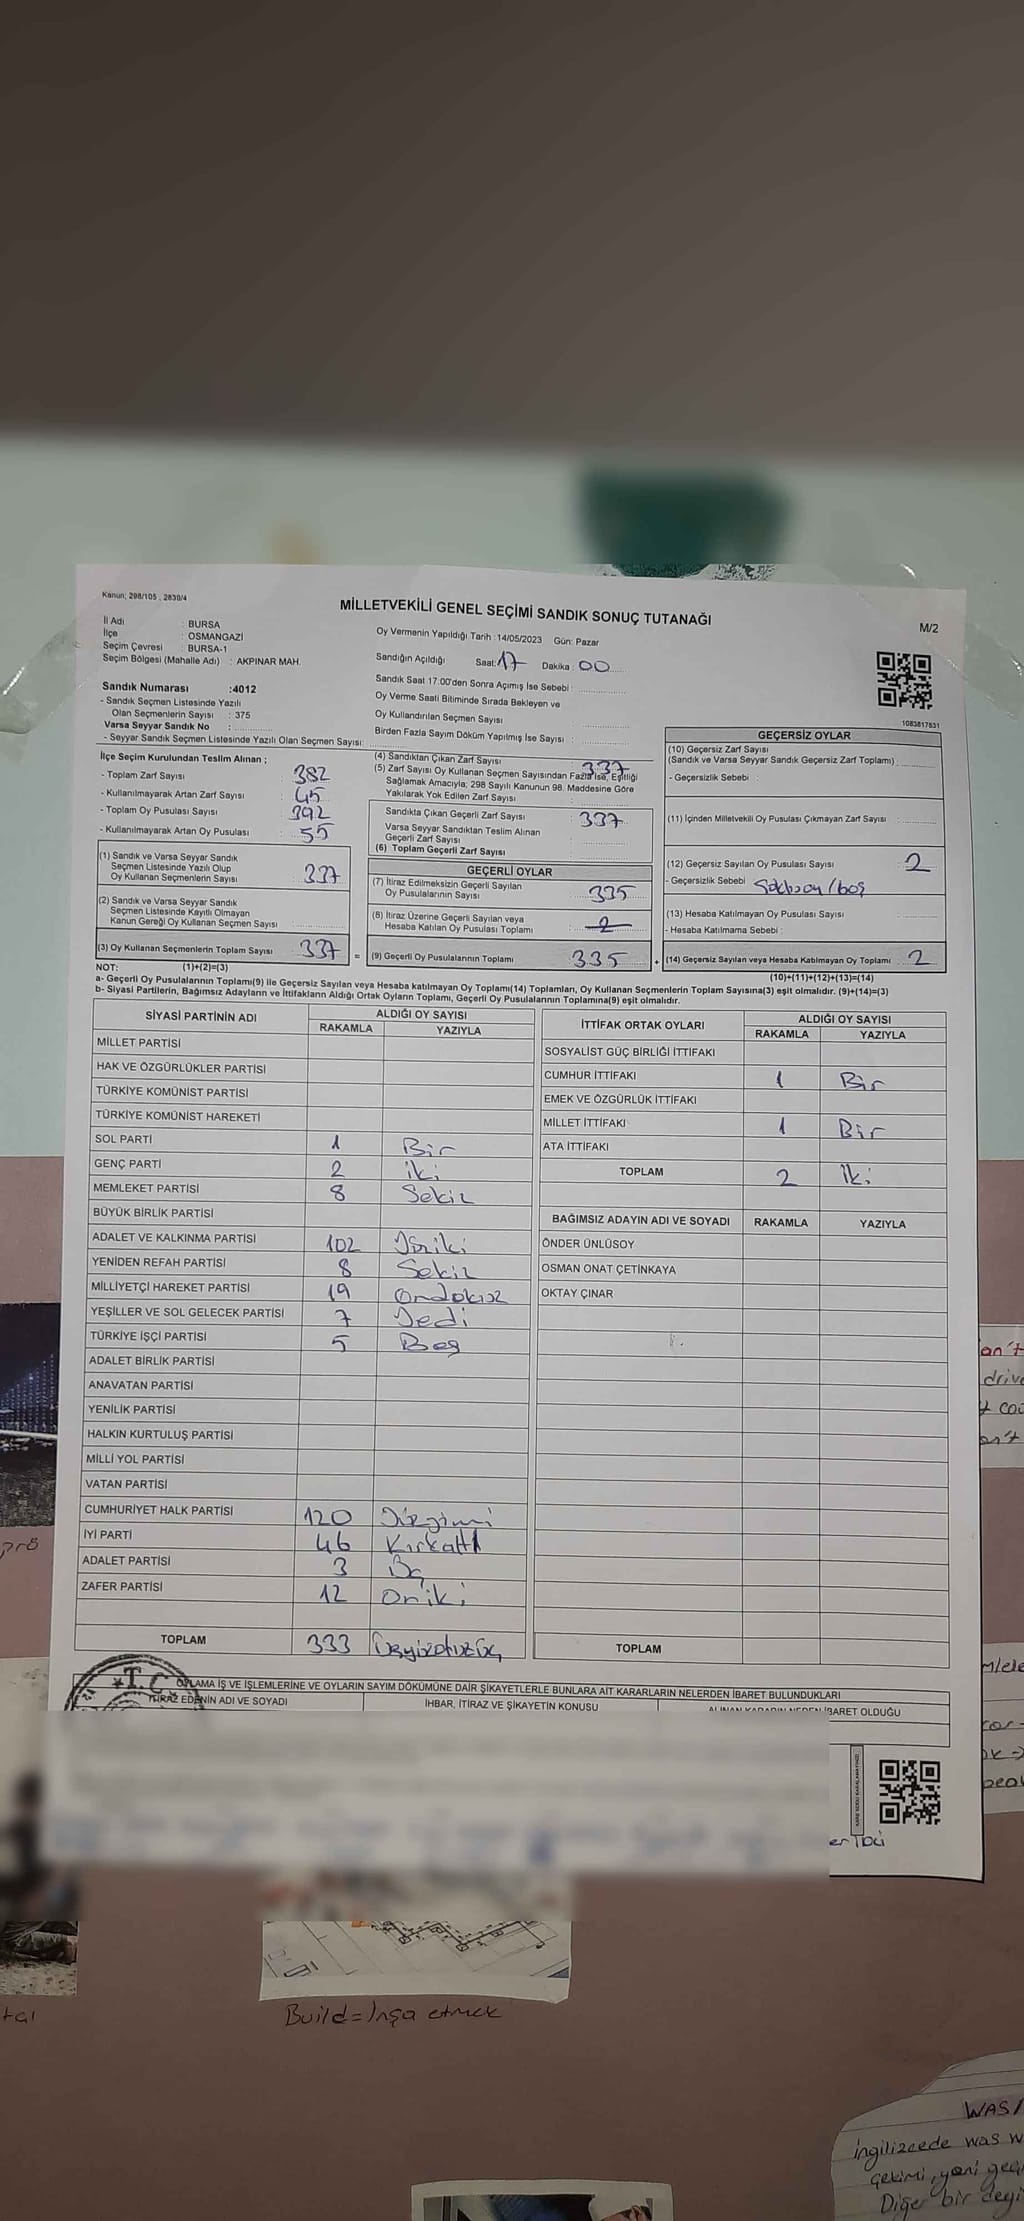 Kanun; 298/105 , 2839/4
MİLLETVEKİLİ GENEL SEÇİMİ SANDIK SONUÇ TUTANAĞI
M/2
İl Adı : BURSA
İlçe : OSMANGAZİ
Seçim Çevresi : BURSA-1
Seçim Bölgesi (Mahalle Adı) : AKPINAR MAH.
Oy Vermenin Yapıldığı Tarih :14/05/2023 Gün: Pazar
Sandığın Açıldığı Saat: 17 Dakika : 00
Sandık Saat 17:00'den Sonra Açımış İse Sebebi :
Oy Verme Saati Bitiminde Sırada Bekleyen ve
Oy Kullandırılan Seçmen Sayısı
Birden Fazla Sayım Döküm Yapılmış İse Sayısı :
1083817831
Sandık Numarası :4012
- Sandık Seçmen Listesinde Yazılı
Olan Seçmenlerin Sayısı : 375
Varsa Seyyar Sandık No :
- Seyyar Sandık Seçmen Listesinde Yazılı Olan Seçmen Sayısı:
İlçe Seçim Kurulundan Teslim Alınan ;
- Toplam Zarf Sayısı : 382
- Kullanılmayarak Artan Zarf Sayısı : 45
- Toplam Oy Pusulası Sayısı : 392
- Kullanılmayarak Artan Oy Pusulası : 55
(1) Sandık ve Varsa Seyyar Sandık
Seçmen Listesinde Yazılı Olup
Oy Kullanan Seçmenlerin Sayısı : 337
(2) Sandık ve Varsa Seyyar Sandık
Seçmen Listesinde Kayıtlı Olmayan
Kanun Gereği Oy Kullanan Seçmen Sayısı :
(3) Oy Kullanan Seçmenlerin Toplam Sayısı : 337
(4) Sandıktan Çıkan Zarf Sayısı : 337
(5) Zarf Sayısı Oy Kullanan Seçmen Sayısından Fazla İse, Eşitliği
Sağlamak Amacıyla; 298 Sayılı Kanunun 98. Maddesine Göre
Yakılarak Yok Edilen Zarf Sayısı :
Sandıkta Çıkan Geçerli Zarf Sayısı : 337
Varsa Seyyar Sandıktan Teslim Alınan
Geçerli Zarf Sayısı :
(6) Toplam Geçerli Zarf Sayısı :
GEÇERLİ OYLAR
(7) İtiraz Edilmeksizin Geçerli Sayılan
Oy Pusulalarının Sayısı : 335
(8) İtiraz Üzerine Geçerli Sayılan veya
Hesaba Katılan Oy Pusulası Toplamı : 2
= (9) Geçerli Oy Pusulalarının Toplamı 335 +
GEÇERSİZ OYLAR
(10) Geçersiz Zarf Sayısı
(Sandık ve Varsa Seyyar Sandık Geçersiz Zarf Toplamı) :
- Geçersizlik Sebebi :
(11) İçinden Milletvekili Oy Pusulası Çıkmayan Zarf Sayısı :
(12) Geçersiz Sayılan Oy Pusulası Sayısı : 2
- Geçersizlik Sebebi /boş
(13) Hesaba Katılmayan Oy Pusulası Sayısı :
- Hesaba Katılmama Sebebi :
(14) Geçersiz Sayılan veya Hesaba Katılmayan Oy Toplamı 2
NOT: (1)+(2)=(3)
(10)+(11)+(12)+(13)=(14)
a- Geçerli Oy Pusulalarının Toplamı(9) ile Geçersiz Sayılan veya Hesaba katılmayan Oy Toplamı(14) Toplamları, Oy Kullanan Seçmenlerin Toplam Sayısına(3) eşit olmalıdır. (9)+(14)=(3)
b- Siyasi Partilerin, Bağımsız Adayların ve İttifakların Aldığı Ortak Oyların Toplamı, Geçerli Oy Pusulalarının Toplamına(9) eşit olmalıdır.
SİYASİ PARTİNİN ADI ALDIĞI OY SAYISI
RAKAMLA YAZIYLA
MİLLET PARTİSİ
HAK VE ÖZGÜRLÜKLER PARTİSİ
TÜRKİYE KOMÜNİST PARTİSİ
TÜRKİYE KOMÜNİST HAREKETİ
SOL PARTİ 1 Bir
GENÇ PARTİ 2 iki
MEMLEKET PARTİSİ 8 Sekiz
BÜYÜK BİRLİK PARTİSİ
ADALET VE KALKINMA PARTİSİ 102 Yüziki
YENİDEN REFAH PARTİSİ 8 Sekiz
MİLLİYETÇİ HAREKET PARTİSİ 19 Ondokuz
YEŞİLLER VE SOL GELECEK PARTİSİ 7 Yedi
TÜRKİYE İŞÇİ PARTİSİ 5 Beş
ADALET BİRLİK PARTİSİ
ANAVATAN PARTİSİ
YENİLİK PARTİSİ
HALKIN KURTULUŞ PARTİSİ
MİLLİ YOL PARTİSİ
VATAN PARTİSİ
CUMHURİYET HALK PARTİSİ 120 Yüzyirmi
İYİ PARTİ 46 Kırkaltı
ADALET PARTİSİ 3 Üç
ZAFER PARTİSİ 12 Oniki
TOPLAM 333 Üçyüzotuzüç
İTTİFAK ORTAK OYLARI ALDIĞI OY SAYISI
RAKAMLA YAZIYLA
SOSYALİST GÜÇ BİRLİĞİ İTTİFAKI
CUMHUR İTTİFAKI 1 Bir
EMEK VE ÖZGÜRLÜK İTTİFAKI
MİLLET İTTİFAKI 1 Bir
ATA İTTİFAKI
TOPLAM 2 İki
BAĞIMSIZ ADAYIN ADI VE SOYADI RAKAMLA YAZIYLA
ÖNDER ÜNLÜSOY
OSMAN ONAT ÇETİNKAYA
OKTAY ÇINAR
TOPLAM
T.C.
OYLAMA İŞ VE İŞLEMLERİNE VE OYLARIN SAYIM DÖKÜMÜNE DAİR ŞİKAYETLERLE BUNLARA AİT KARARLARIN NELERDEN İBARET BULUNDUKLARI
İTİRAZ EDENİN ADI VE SOYADI İHBAR, İTİRAZ VE ŞİKAYETİN KONUSU ALINAN KARARIN NEDEN İBARET OLDUĞU
Build=İnşa etmek
WAS/
İngilizcede was w
çekimi, yani geç
Diğer bir deyi